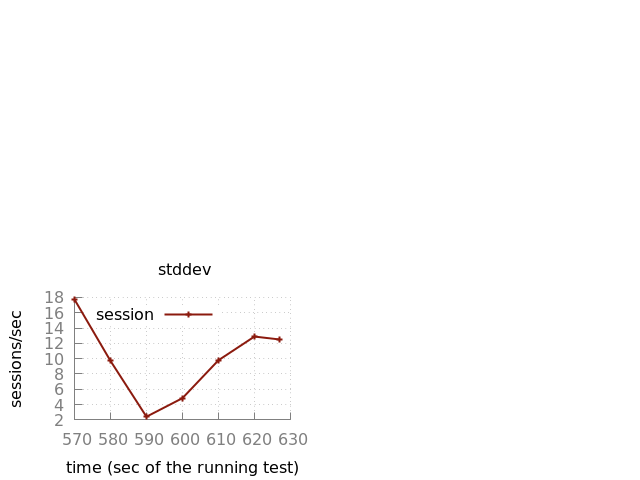 stddev
sessions/sec
18
16
14
12
10
8
6
4
2
session
570 580 590 600 610 620 630
time (sec of the running test)